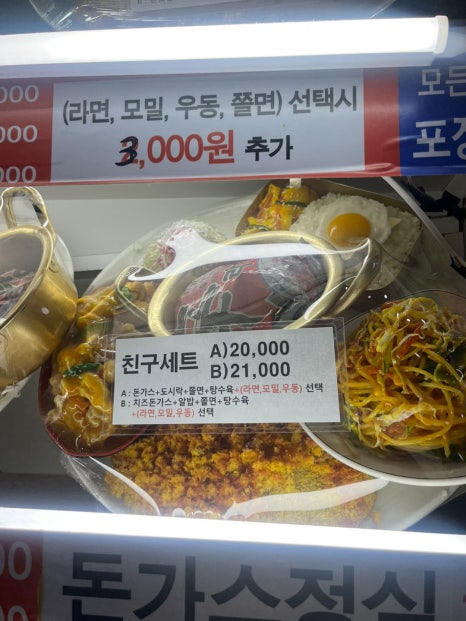 000
(라면, 모밀, 우동, 쫄면) 선택시
모든
000
3,000원 추가
포장
000
친구세트 A)20,000
B)21,000
A : 돈가스+도시락+쫄면+탕수육+(라면,모밀,우동) 선택
B : 치즈돈가스+알밥+쫄면+탕수육
+(라면,모밀,우동) 선택
00
돈가스정식